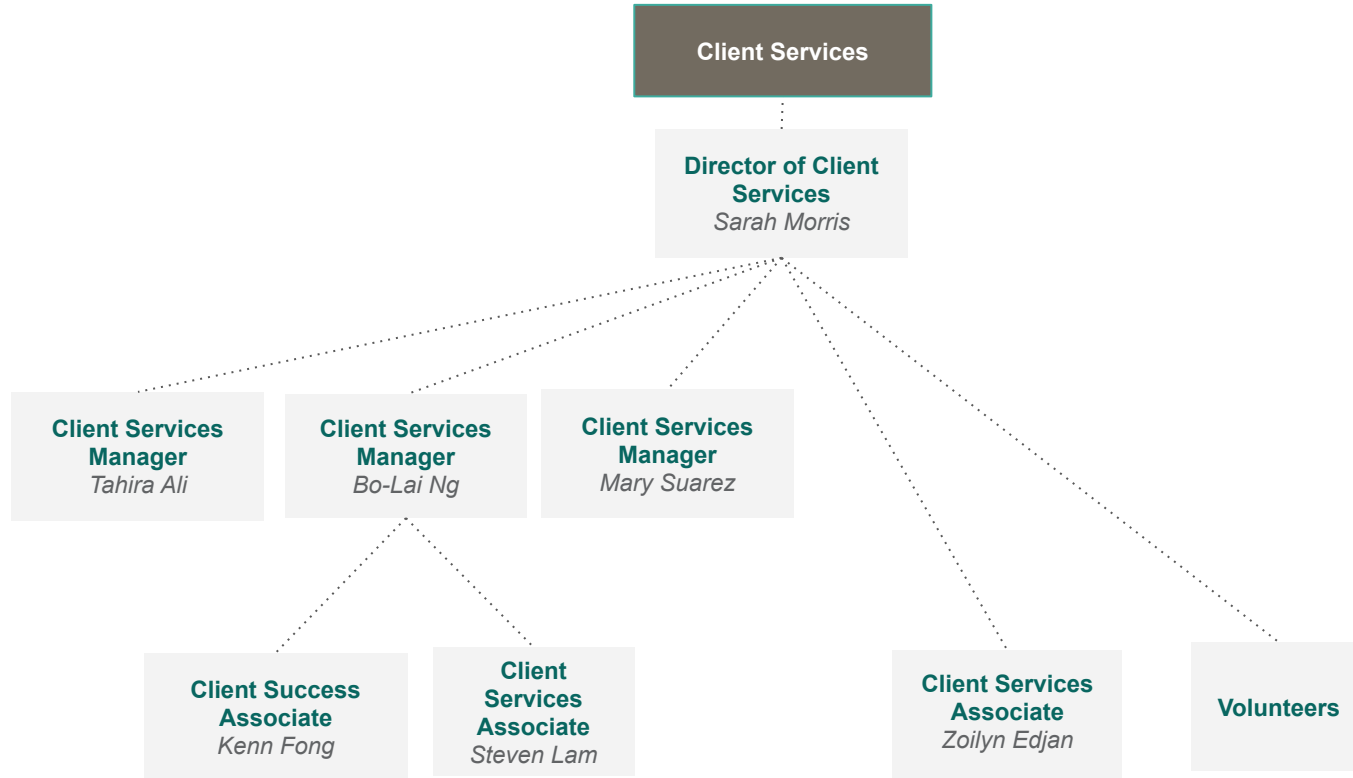 Client Services
Director of Client
Services
Sarah Morris
Client Services
Manager
Tahira Ali
Client Services
Manager
Bo-Lai Ng
Client Services
Manager
Mary Suarez
Client Success
Associate
Kenn Fong
Client
Services
Associate
Steven Lam
Client Services
Associate
Zoilyn Edjan
Volunteers